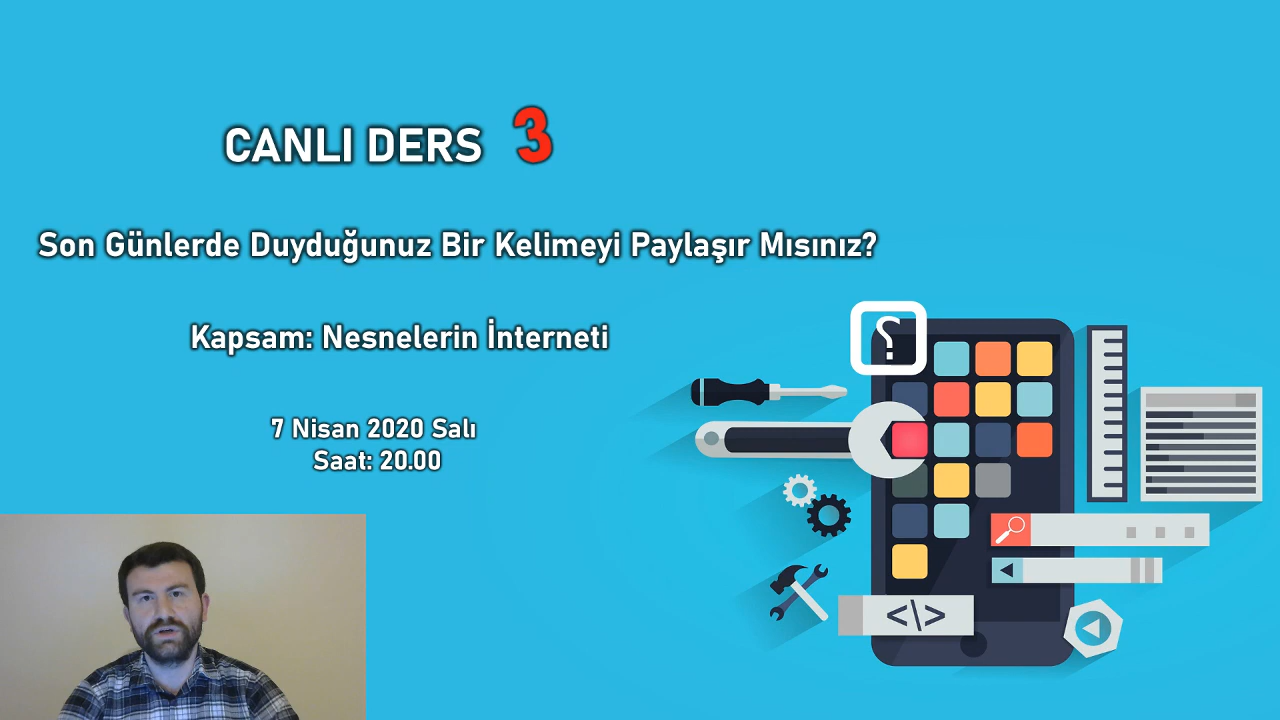 CANLI DERS 3
Son Günlerde Duyduğunuz Bir Kelimeyi Paylaşır Mısınız?
Kapsam: Nesnelerin İnterneti
7 Nisan 2020 Salı
Saat: 20.00
؟
<\>